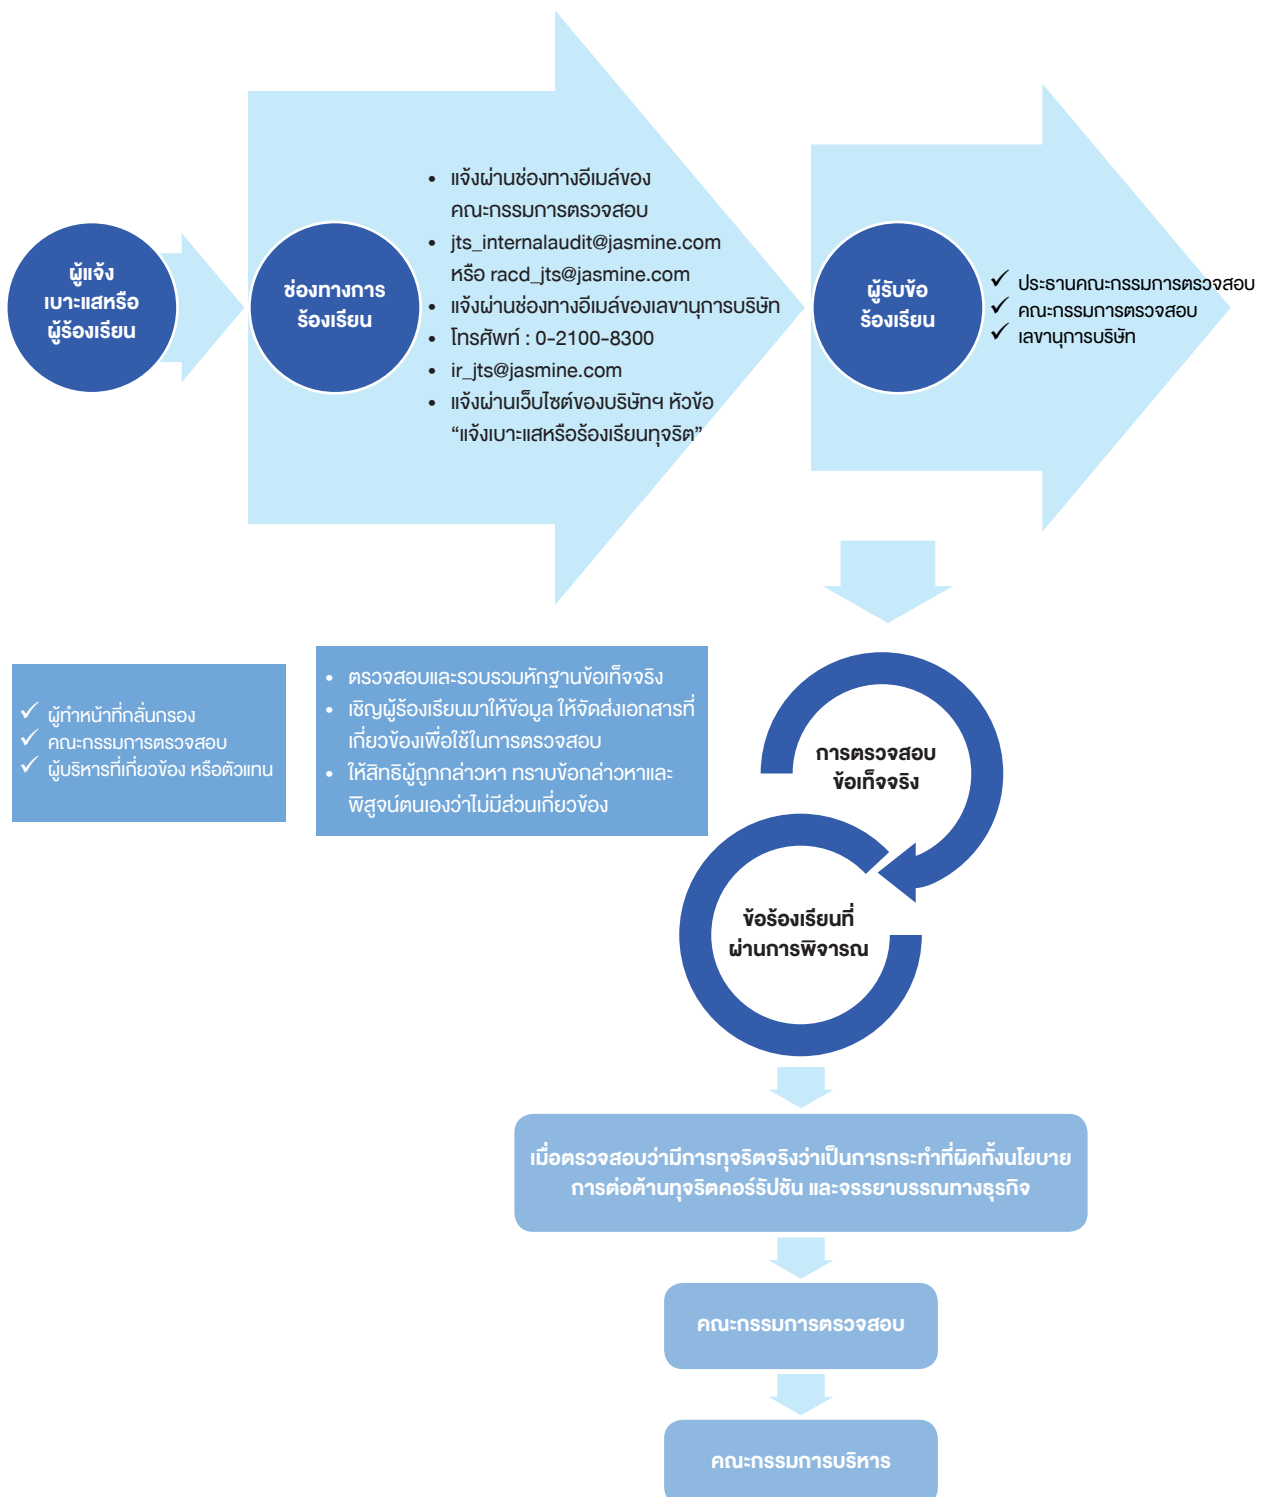 ผู้แจ้ง
เบาะแสหรือ
ผู้ร้องเรียน
ช่องทางการ
ร้องเรียน
• แจ้งผ่านช่องทางอีเมล์ของ
คณะกรรมการตรวจสอบ
• jts_internalaudit@jasmine.com
หรือ racd_jts@jasmine.com
• แจ้งผ่านช่องทางอีเมล์ของเลขานุการบริษัท
• โทรศัพท์ : 0-2100-8300
• ir_jts@jasmine.com
• แจ้งผ่านเว็บไซต์ของบริษัทฯ หัวข้อ
“แจ้งเบาะแสหรือร้องเรียนทุจริต”
ผู้รับข้อ
ร้องเรียน
✓ ประธานคณะกรรมการตรวจสอบ
✓ คณะกรรมการตรวจสอบ
✓ เลขานุการบริษัท
✓ ผู้ทำหน้าที่กลั่นกรอง
✓ คณะกรรมการตรวจสอบ
✓ ผู้บริหารที่เกี่ยวข้อง หรือตัวแทน
• ตรวจสอบและรวบรวมหักฐานข้อเท็จจริง
• เชิญผู้ร้องเรียนมาให้ข้อมูล ให้จัดส่งเอกสารที่
เกี่ยวข้องเพื่อใช้ในการตรวจสอบ
• ให้สิทธิผู้ถูกกล่าวหา ทราบข้อกล่าวหาและ
พิสูจน์ตนเองว่าไม่มีส่วนเกี่ยวข้อง
การตรวจสอบ
ข้อเท็จจริง
ข้อร้องเรียนที่
ผ่านการพิจารณ
เมื่อตรวจสอบว่ามีการทุจริตจริงว่าเป็นการกระทำที่ผิดทั้งนโยบาย
การต่อต้านทุจริตคอร์รัปชัน และจรรยาบรรณทางธุรกิจ
คณะกรรมการตรวจสอบ
คณะกรรมการบริหาร